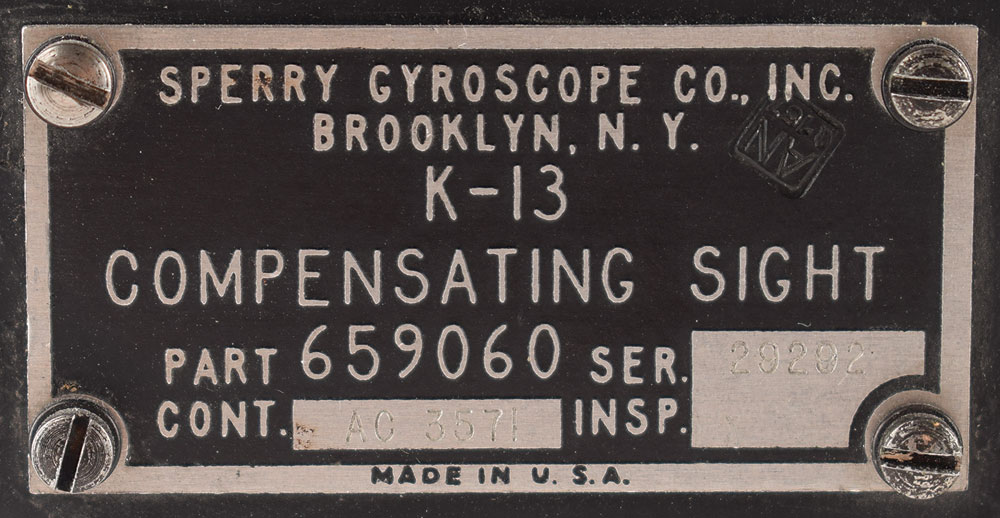 SPERRY GYROSCOPE CO., INC.
BROOKLYN, N. Y.
K-13
COMPENSATING SIGHT
PART 659060 SER. 29292
CONT. AC 3571 INSP.
MADE IN U. S. A.